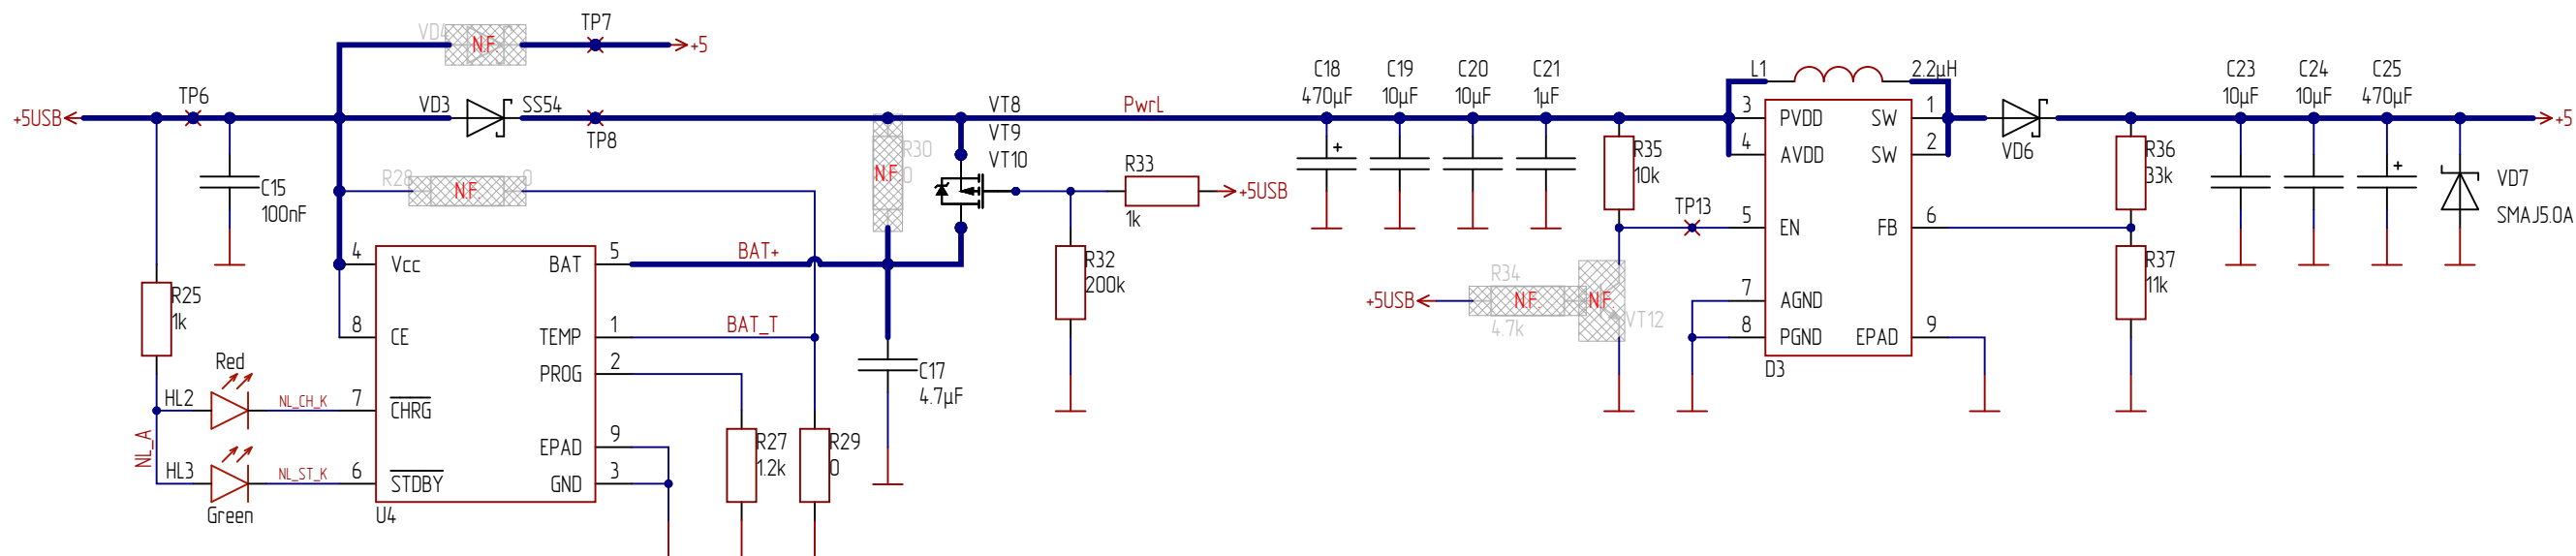 VD4
N.F.
TP7
+5
+5USB
TP6
VD3
SS54
TP8
C15
100nF
R28
N.F.
0
R30
N.F.
0
VT8
VT9
VT10
PwrL
R33
1k
+5USB
R32
200k
BAT+
BAT_T
C17
4.7µF
R25
1k
Red
HL2
NL_CH_K
NL_A
HL3
NL_ST_K
Green
4
Vcc
8
CE
7
CHRG
6
STDBY
BAT
5
TEMP
1
PROG
2
EPAD
9
GND
3
U4
R27
1.2k
R29
0
C18
470µF
+
C19
10µF
C20
10µF
C21
1µF
R35
10k
TP13
R34
N.F.
4.7k
+5USB
N.F.
VT12
L1
2.2µH
3
PVDD
4
AVDD
5
EN
7
AGND
8
PGND
SW
1
SW
2
FB
6
EPAD
9
D3
VD6
R36
33k
R37
11k
C23
10µF
C24
10µF
C25
470µF
+
VD7
SMAJ5.0A
+5